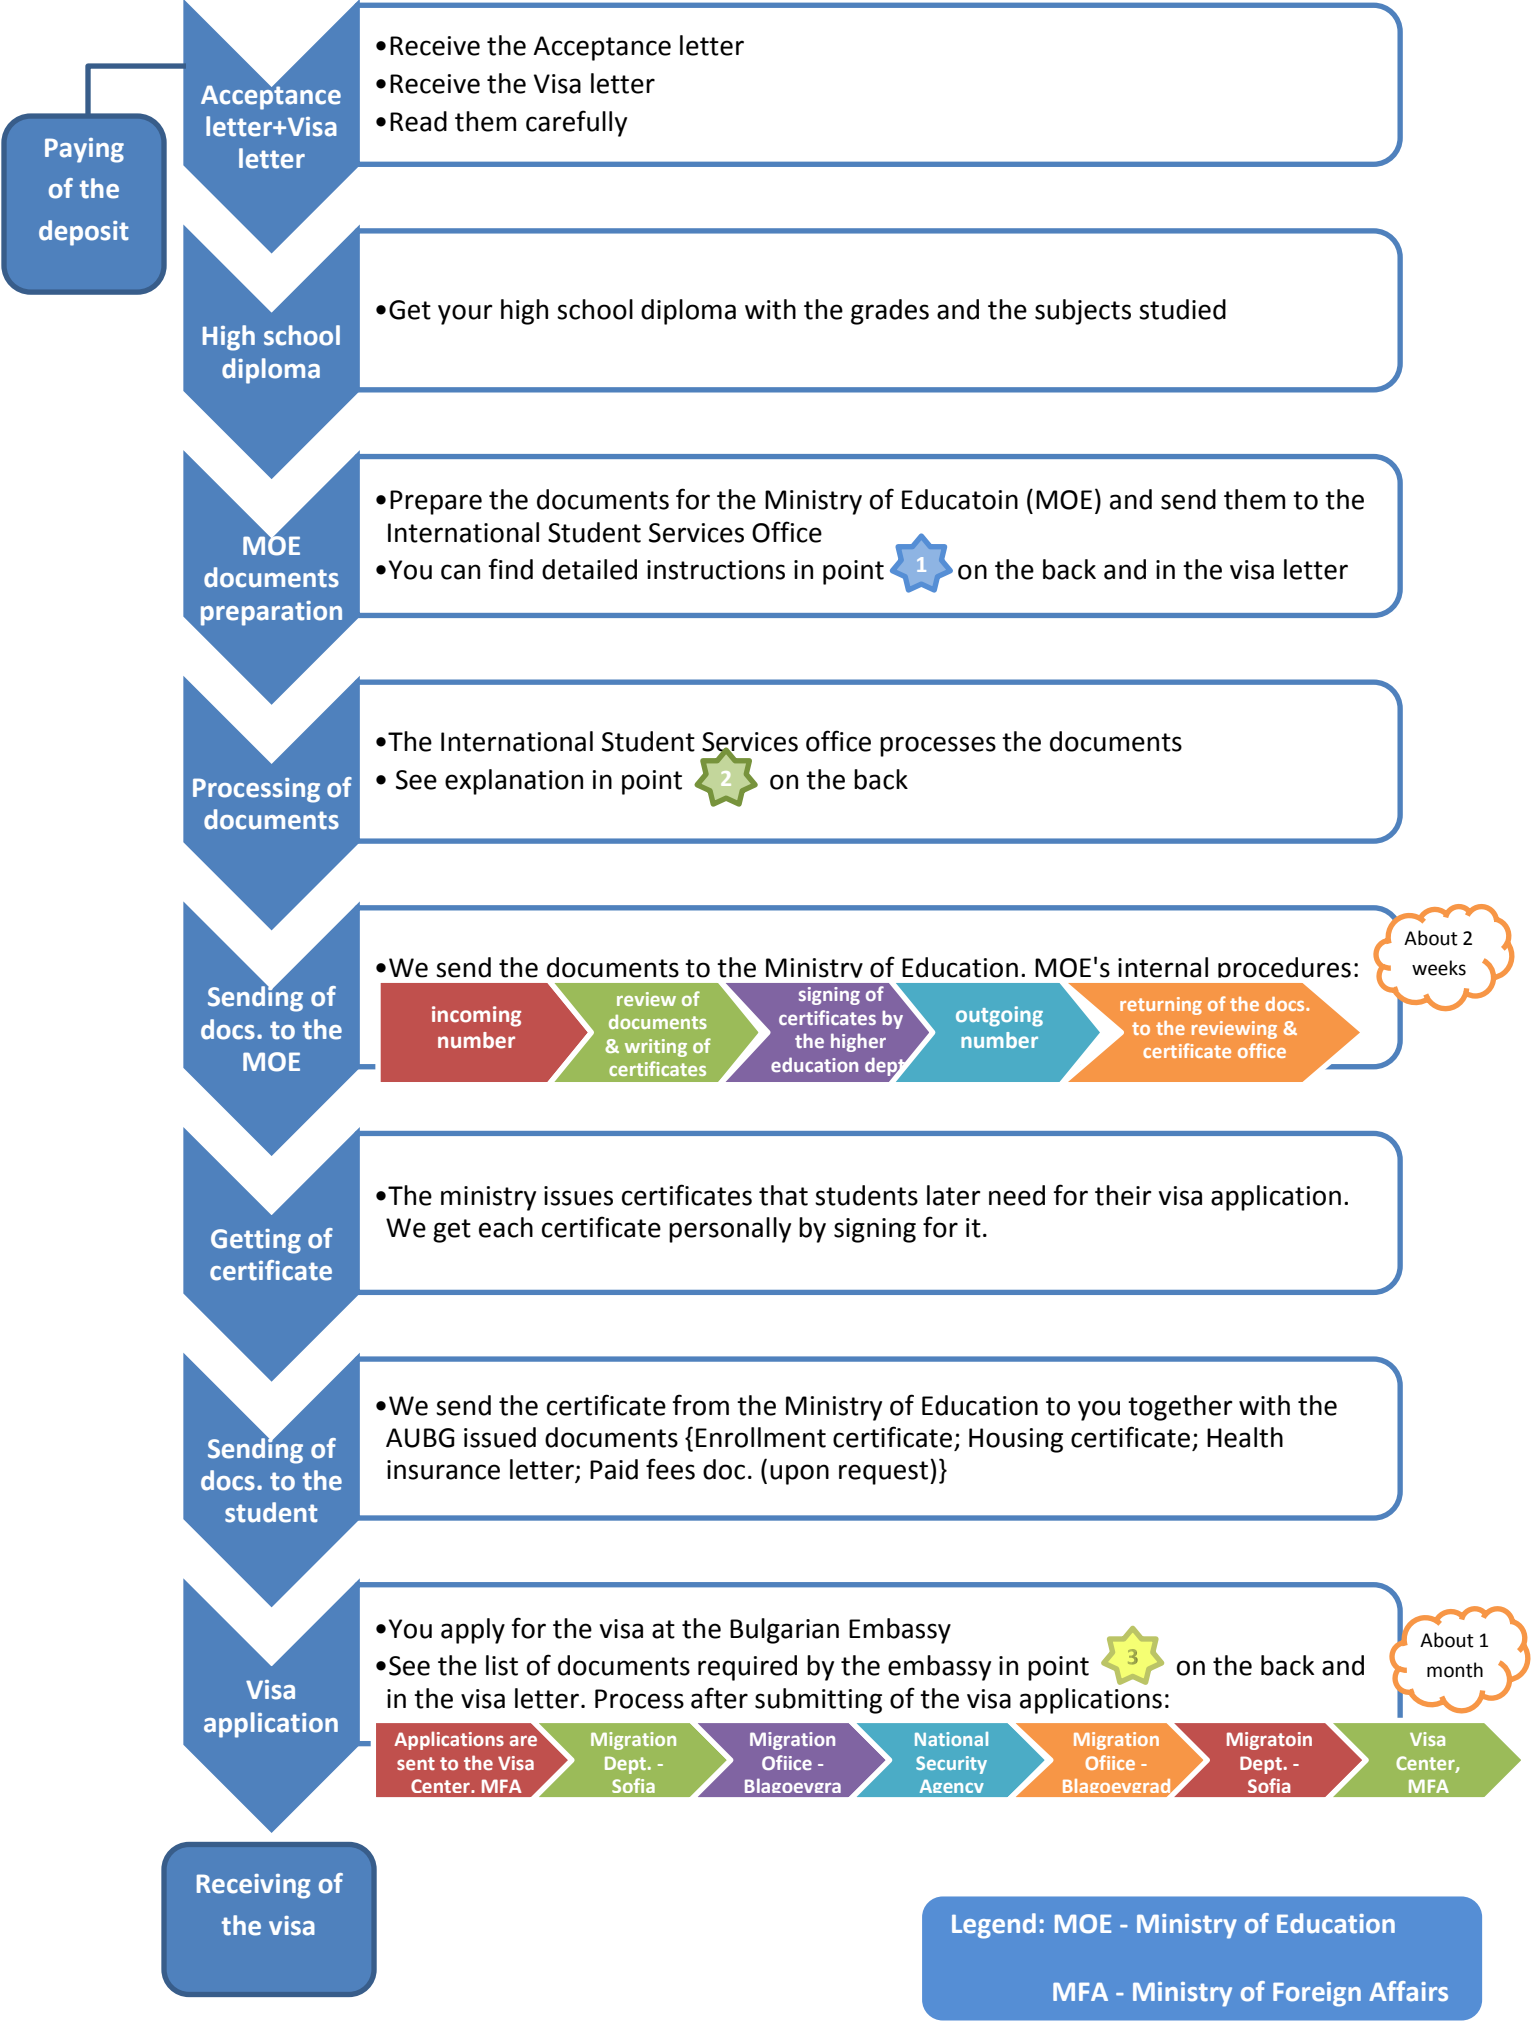 •Receive the Acceptance letter
•Receive the Visa letter
•Read them carefully
Acceptance
letter+Visa
letter
Paying
of the
deposit
•Get your high school diploma with the grades and the subjects studied
High school
diploma
•Prepare the documents for the Ministry of Educatoin (MOE) and send them to the
International Student Services Office
•You can find detailed instructions in point 1 on the back and in the visa letter
MOE
documents
preparation
•The International Student Services office processes the documents
• See explanation in point 2 on the back
Processing of
documents
About 2
weeks
•We send the documents to the Ministry of Education. MOE's internal procedures:
Sending of
docs. to the
MOE
incoming
number
review of
documents
& writing of
certificates
signing of
certificates by
the higher
education dept
outgoing
number
returning of the docs.
to the reviewing &
certificate office
•The ministry issues certificates that students later need for their visa application.
We get each certificate personally by signing for it.
Getting of
certificate
•We send the certificate from the Ministry of Education to you together with the
AUBG issued documents {Enrollment certificate; Housing certificate; Health
insurance letter; Paid fees doc. (upon request)}
Sending of
docs. to the
student
•You apply for the visa at the Bulgarian Embassy
•See the list of documents required by the embassy in point 3 on the back and
in the visa letter. Process after submitting of the visa applications:
About 1
month
Visa
application
Applications are
sent to the Visa
Center, MFA
Migration
Dept. -
Sofia
Migration
Ofiice -
Blagoevgra
National
Security
Agency
Migration
Ofiice -
Blagoevgrad
Migratoin
Dept. -
Sofia
Visa
Center,
MFA
Receiving of
the visa
Legend: MOE - Ministry of Education
MFA - Ministry of Foreign Affairs